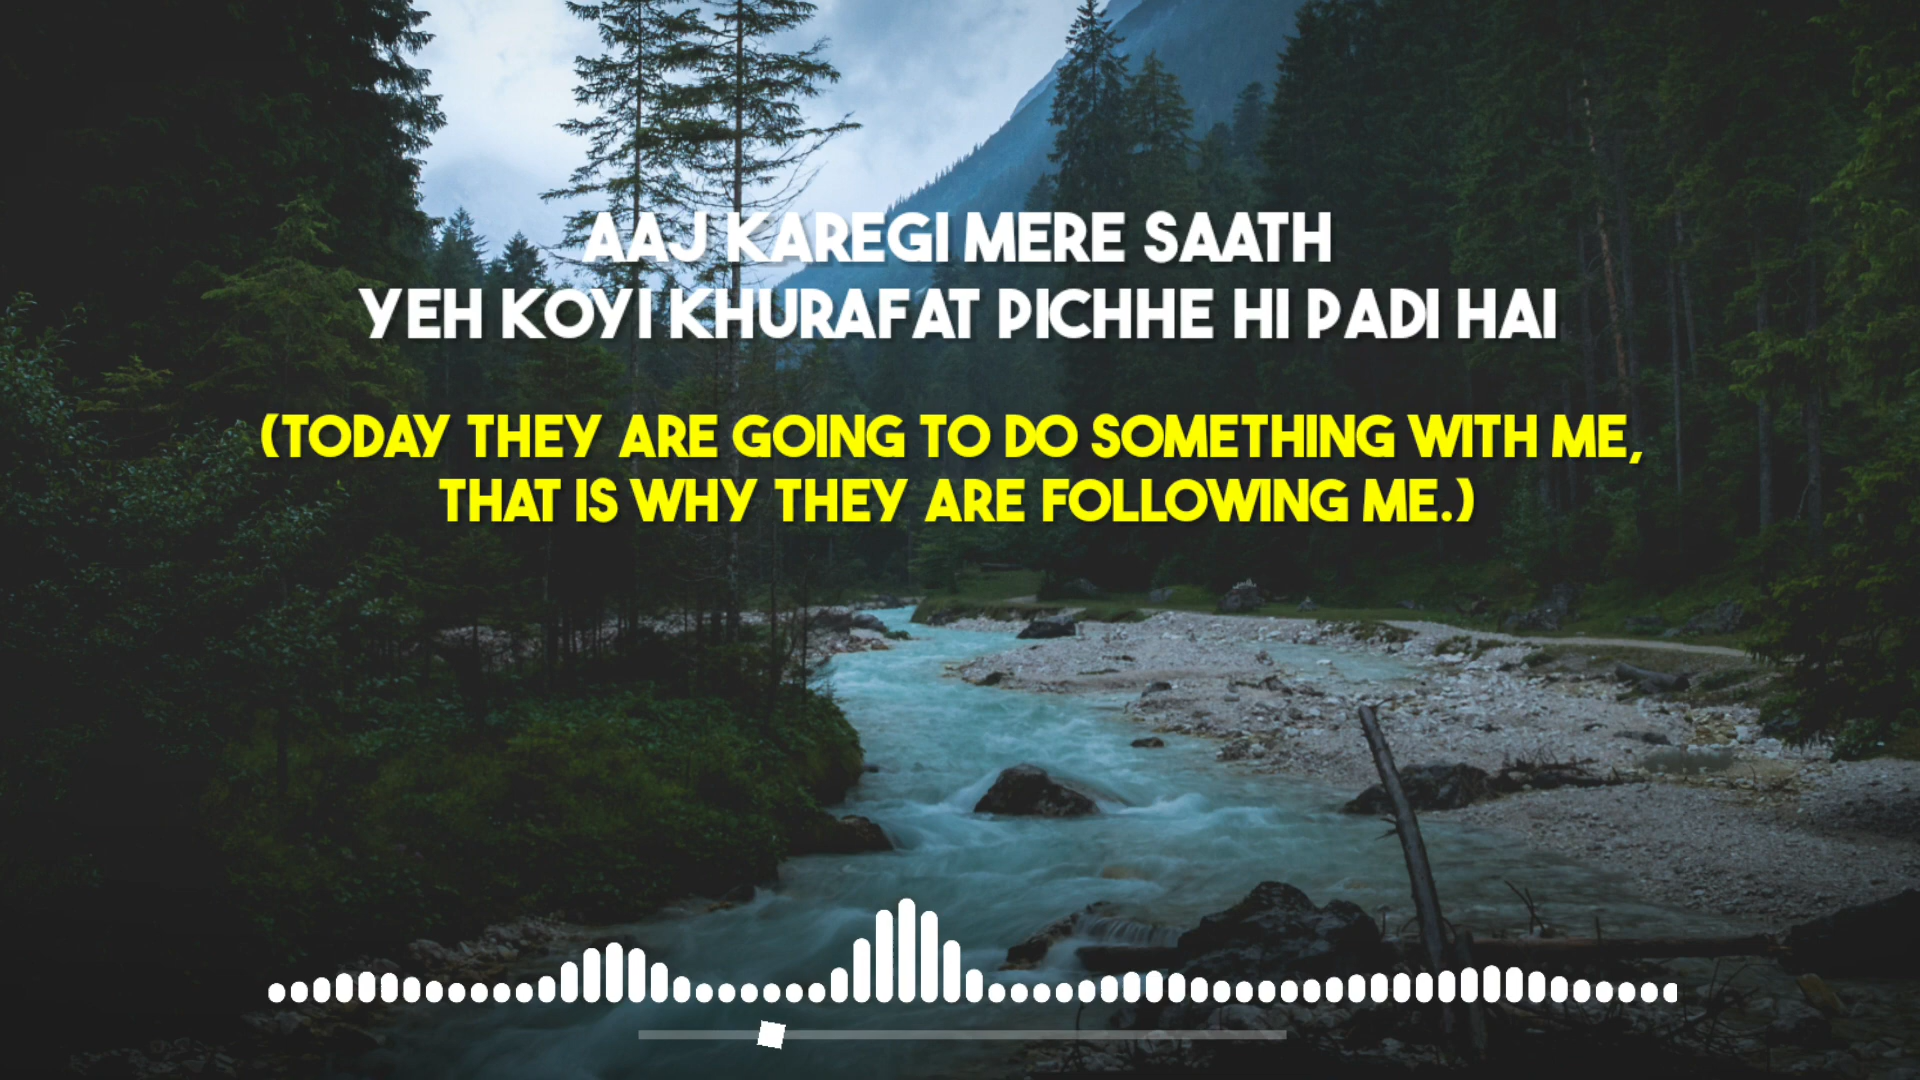 AAJ KAREGI MERE SAATH
YEH KOYI KHURAFAT PICHHE HI PADI HAI
(TODAY THEY ARE GOING TO DO SOMETHING WITH ME,
THAT IS WHY THEY ARE FOLLOWING ME.)